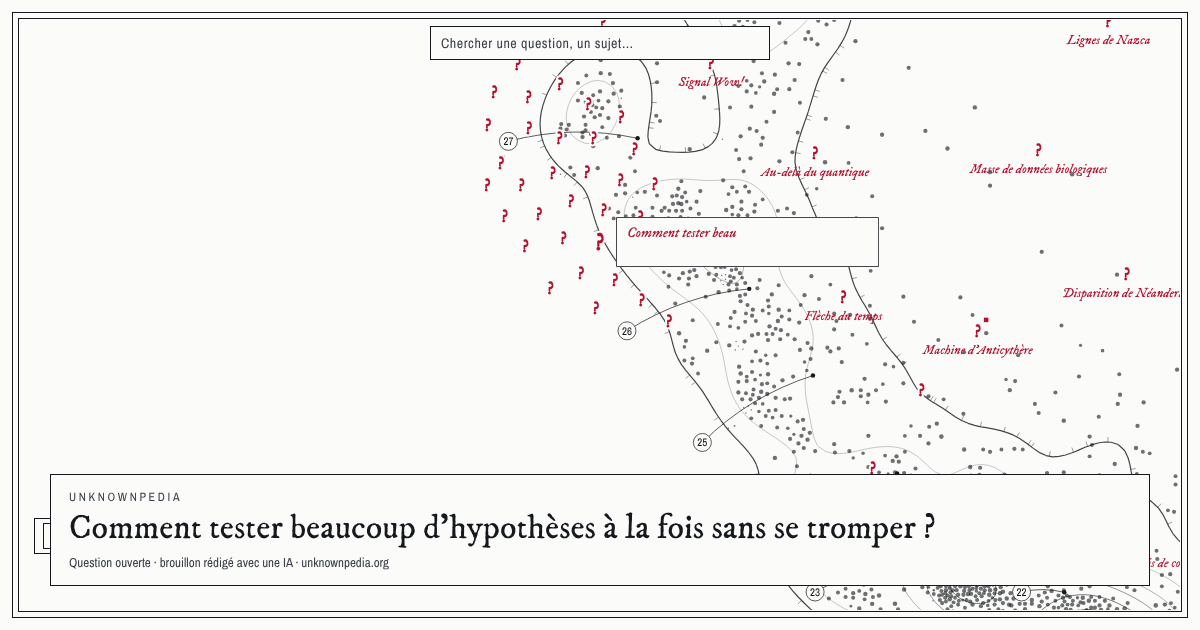 Chercher une question, un sujet...
Lignes de Nazca
Signal Wow!
27
Au-delà du quantique
Masse de données biologiques
Comment tester beau
Disparition de Néander
Flèche du temps
26
Machine d'Anticythère
25
UNKNOWNPEDIA
Comment tester beaucoup d'hypothèses à la fois sans se tromper ?
Question ouverte · brouillon rédigé avec une IA · unknownpedia.org
s de co
23
22